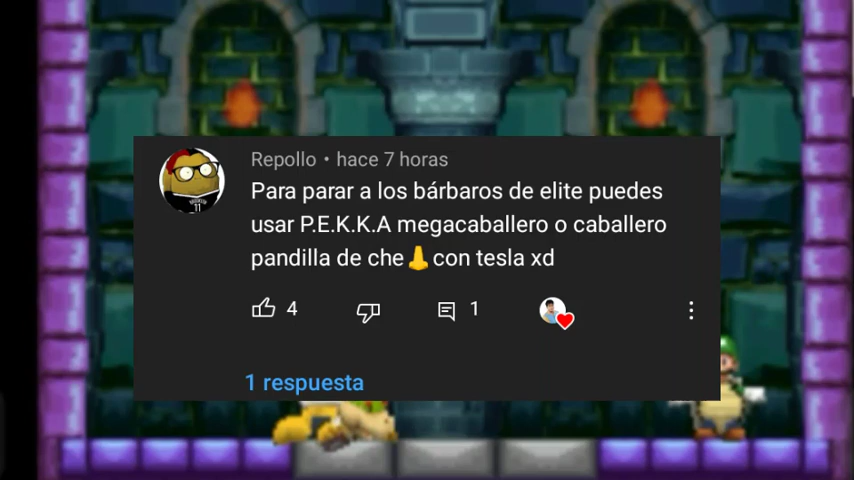 Repollo • hace 7 horas
Para parar a los bárbaros de elite puedes
usar P.E.K.K.A megacaballero o caballero
pandilla de che👃con tesla xd
4
1
1 respuesta
11